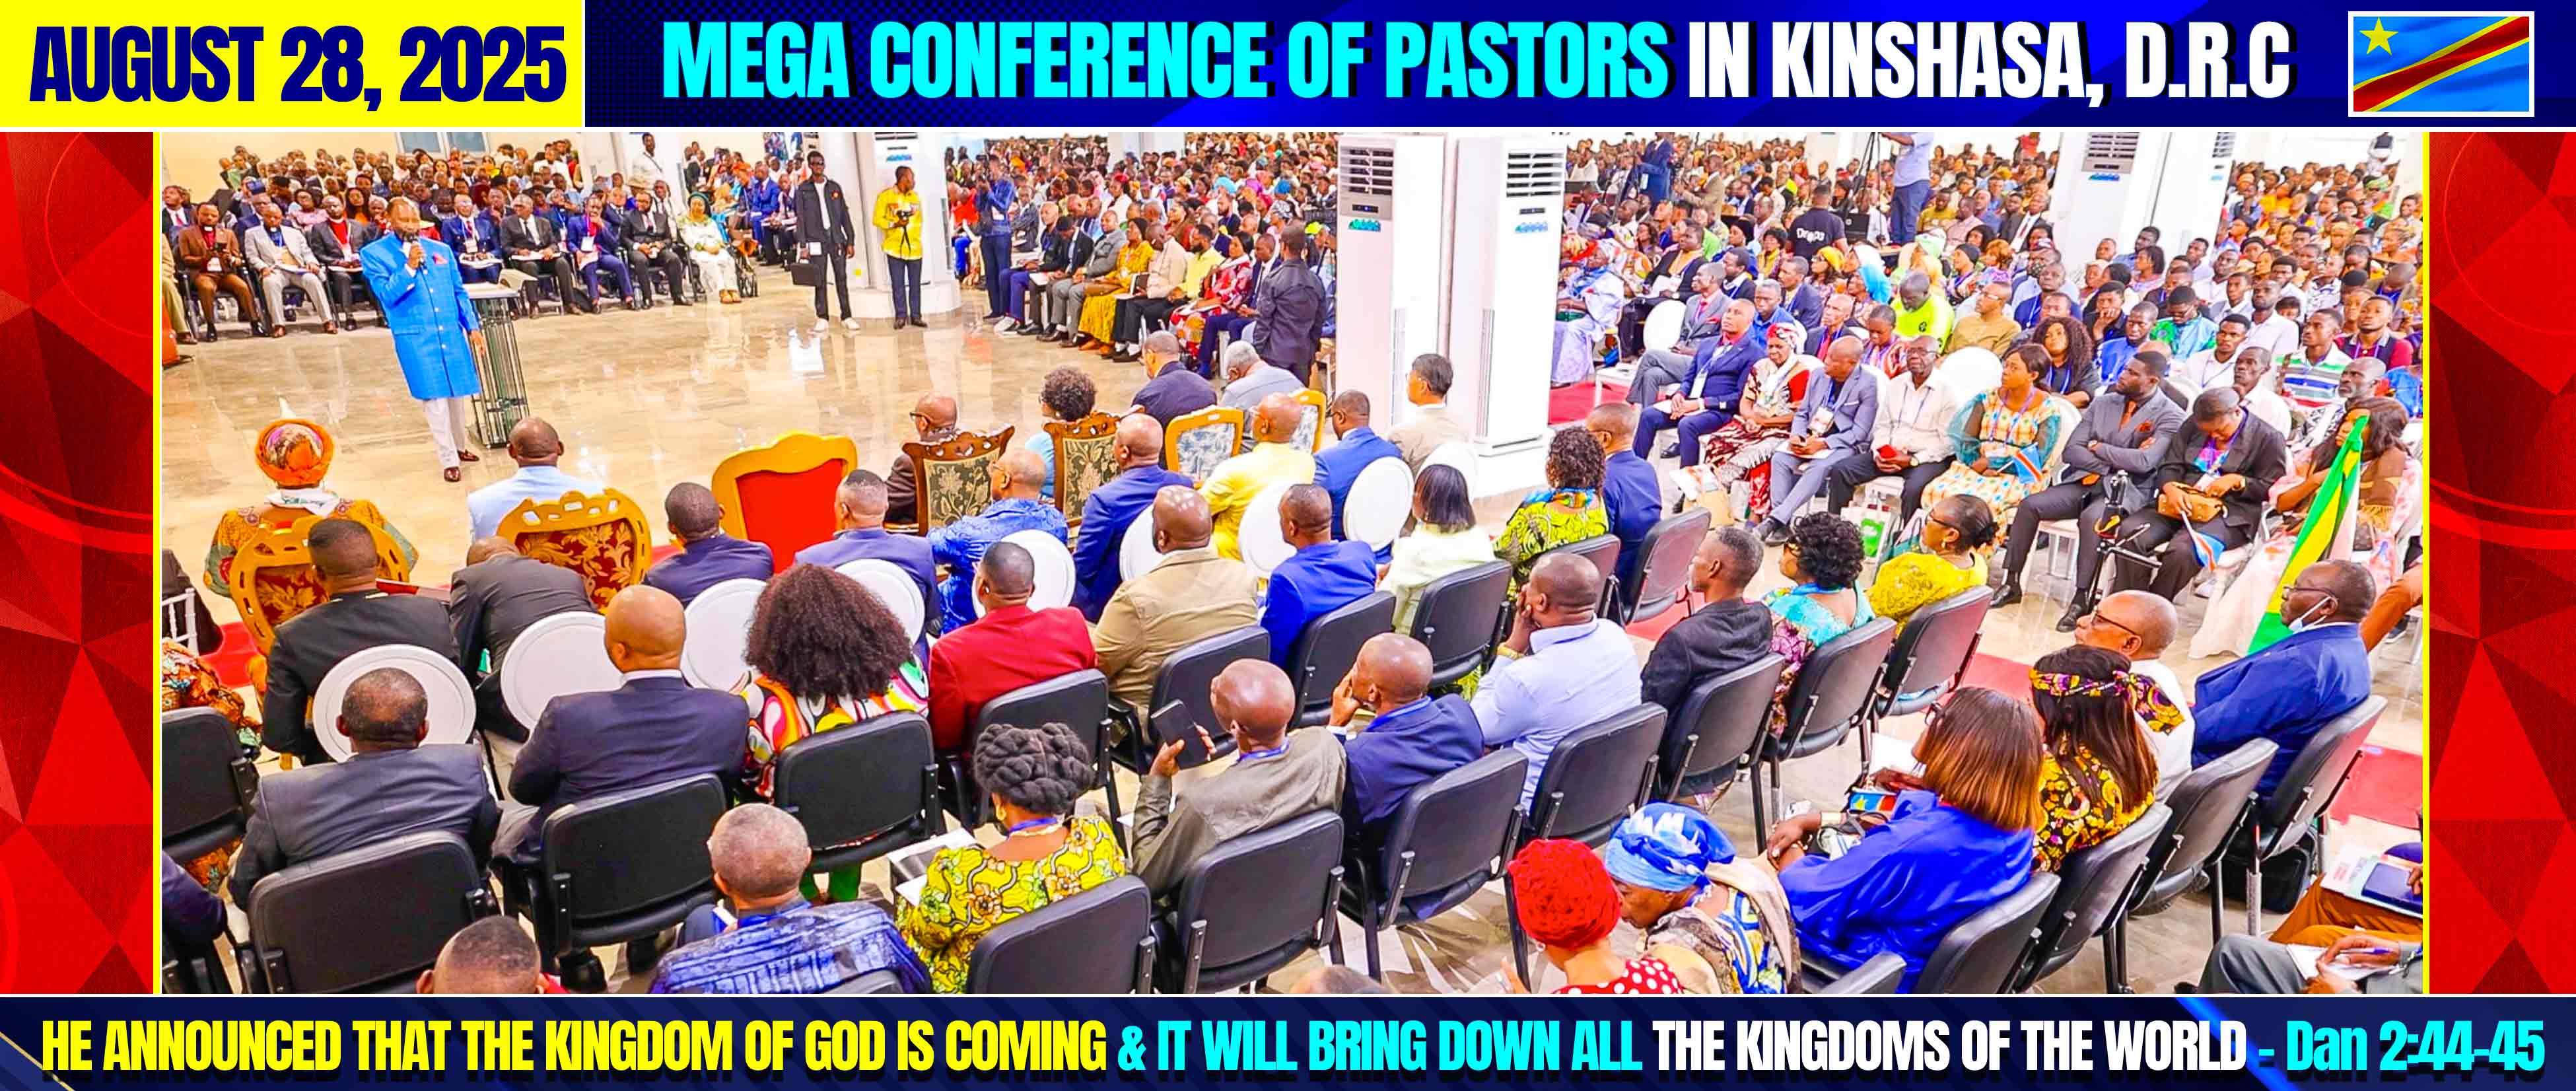 AUGUST 28, 2025
MEGA CONFERENCE OF PASTORS IN KINSHASA, D.R.C
HE ANNOUNCED THAT THE KINGDOM OF GOD IS COMING & IT WILL BRING DOWN ALL THE KINGDOMS OF THE WORLD - Dan 2:44-45